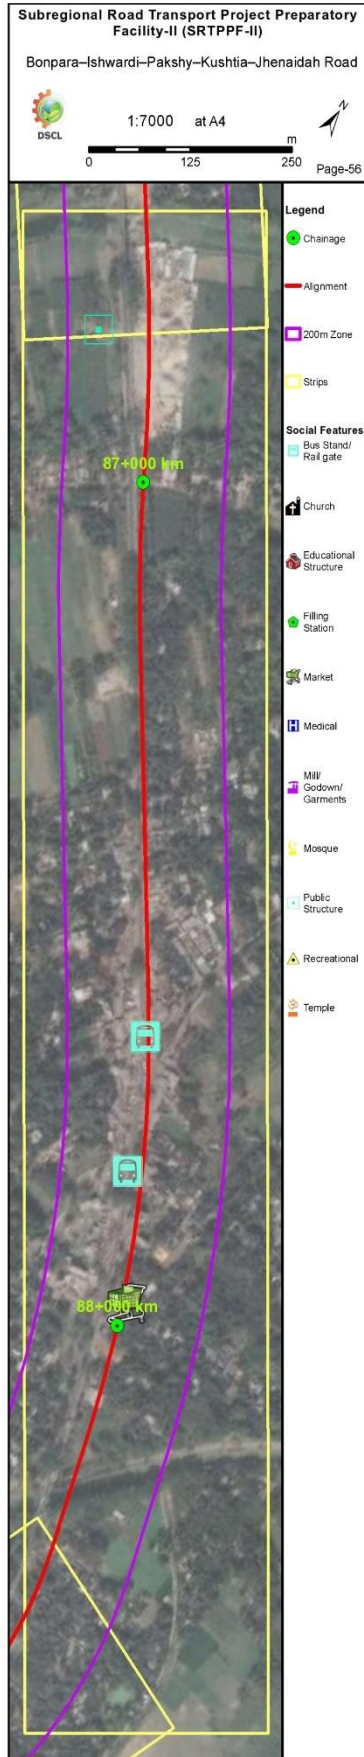 Subregional Road Transport Project Preparatory
Facility-II (SRTPPF-II)
Bonpara–Ishwardi–Pakshy–Kushtia–Jhenaidah Road
DSCL
1:7000 at A4
m
0 125 250
Page-56
Legend
Chainage
Alignment
200m Zone
Strips
Social Features
Bus Stand/
Rail gate
Church
Educational
Structure
Filling
Station
Market
Medical
Mill/
Godown/
Garments
Mosque
Public
Structure
Recreational
Temple
87+000 km
88+000 km